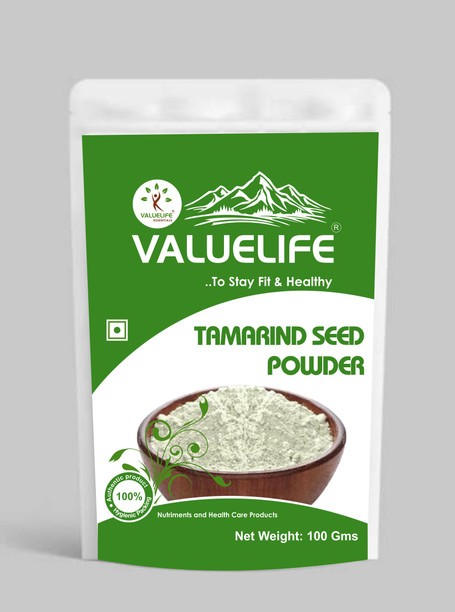 VALUELIFE
ESSENTIALS
VALUELIFE®
..To Stay Fit & Healthy
TAMARIND SEED
POWDER
Authentic product
100%
Hygienic Packing
Nutriments and Health Care Products
Net Weight: 100 Gms